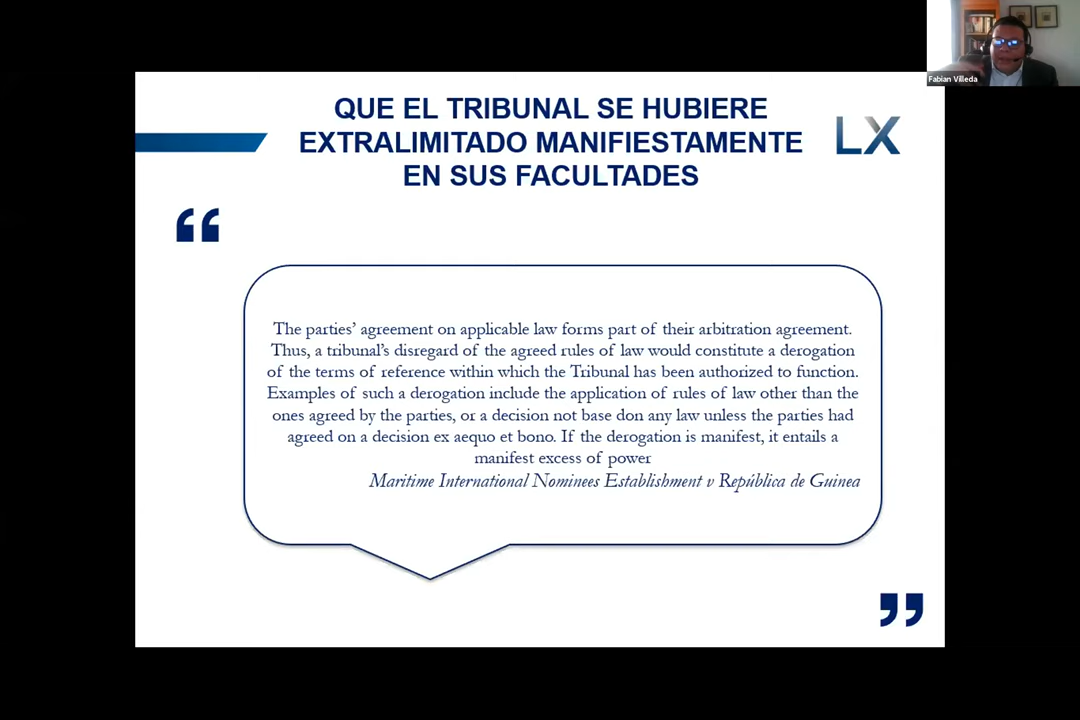 Fabian Villeda
QUE EL TRIBUNAL SE HUBIERE
EXTRALIMITADO MANIFIESTAMENTE
EN SUS FACULTADES
LX
“
The parties’ agreement on applicable law forms part of their arbitration agreement.
Thus, a tribunal’s disregard of the agreed rules of law would constitute a derogation
of the terms of reference within which the Tribunal has been authorized to function.
Examples of such a derogation include the application of rules of law other than the
ones agreed by the parties, or a decision not base don any law unless the parties had
agreed on a decision ex aequo et bono. If the derogation is manifest, it entails a
manifest excess of power
Maritime International Nominees Establishment v República de Guinea
”